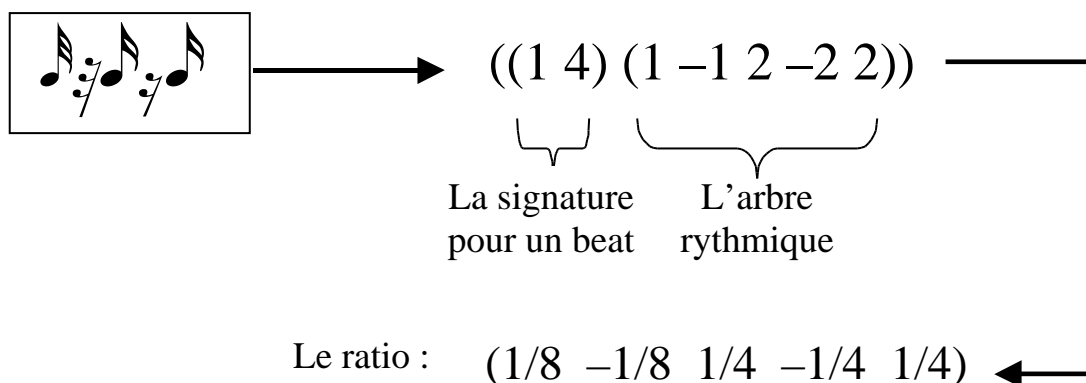 ((1 4) (1 –1 2 –2 2))
La signature L’arbre
pour un beat rythmique
Le ratio : (1/8 –1/8 1/4 –1/4 1/4)